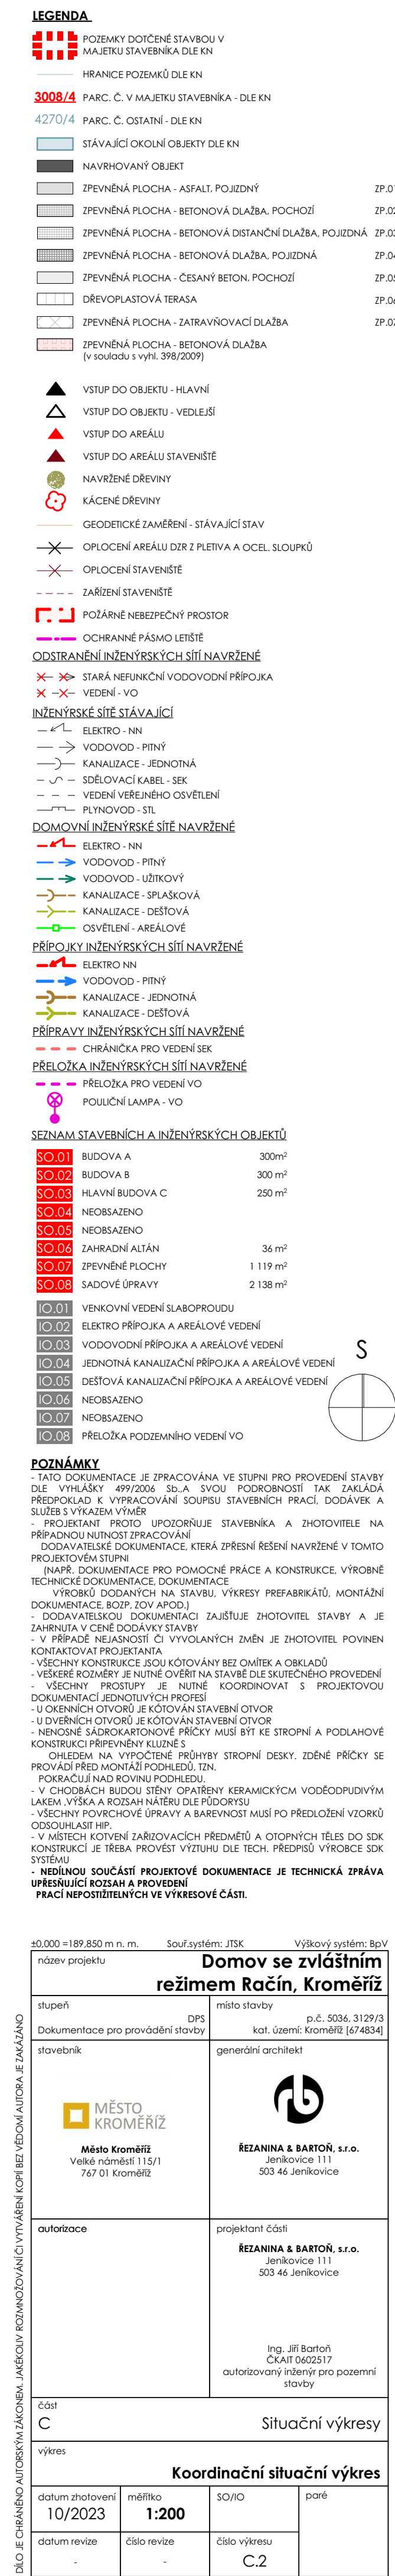 LEGENDA
POZEMKY DOTČENÉ STAVBOU V
MAJETKU STAVEBNÍKA DLE KN
HRANICE POZEMKŮ DLE KN
3008/4 PARC. Č. V MAJETKU STAVEBNÍKA - DLE KN
4270/4 PARC. Č. OSTATNÍ - DLE KN
STÁVAJÍCÍ OKOLNÍ OBJEKTY DLE KN
NAVRHOVANÝ OBJEKT
ZPEVNĚNÁ PLOCHA - ASFALT, POJIZDNÝ ZP.01
ZPEVNĚNÁ PLOCHA - BETONOVÁ DLAŽBA, POCHOZÍ ZP.02
ZPEVNĚNÁ PLOCHA - BETONOVÁ DISTANČNÍ DLAŽBA, POJIZDNÁ ZP.03
ZPEVNĚNÁ PLOCHA - BETONOVÁ DLAŽBA, POJIZDNÁ ZP.04
ZPEVNĚNÁ PLOCHA - ČESANÝ BETON, POCHOZÍ ZP.05
DŘEVOPLASTOVÁ TERASA ZP.06
ZPEVNĚNÁ PLOCHA - ZATRAVŇOVACÍ DLAŽBA ZP.07
ZPEVNĚNÁ PLOCHA - BETONOVÁ DLAŽBA
(v souladu s vyhl. 398/2009)
VSTUP DO OBJEKTU - HLAVNÍ
VSTUP DO OBJEKTU - VEDLEJŠÍ
VSTUP DO AREÁLU
VSTUP DO AREÁLU STAVENIŠTĚ
NAVRŽENÉ DŘEVINY
KÁCENÉ DŘEVINY
GEODETICKÉ ZAMĚŘENÍ - STÁVAJÍCÍ STAV
OPLOCENÍ AREÁLU DZR Z PLETIVA A OCEL. SLOUPKŮ
OPLOCENÍ STAVENIŠTĚ
ZAŘÍZENÍ STAVENIŠTĚ
POŽÁRNĚ NEBEZPEČNÝ PROSTOR
OCHRANNÉ PÁSMO LETIŠTĚ
ODSTRANĚNÍ INŽENÝRSKÝCH SÍTÍ NAVRŽENÉ
STARÁ NEFUNKČNÍ VODOVODNÍ PŘÍPOJKA
VEDENÍ - VO
INŽENÝRSKÉ SÍTĚ STÁVAJÍCÍ
ELEKTRO - NN
VODOVOD - PITNÝ
KANALIZACE - JEDNOTNÁ
SDĚLOVACÍ KABEL - SEK
VEDENÍ VEŘEJNÉHO OSVĚTLENÍ
PLYNOVOD - STL
DOMOVNÍ INŽENÝRSKÉ SÍTĚ NAVRŽENÉ
ELEKTRO - NN
VODOVOD - PITNÝ
VODOVOD - UŽITKOVÝ
KANALIZACE - SPLAŠKOVÁ
KANALIZACE - DEŠŤOVÁ
OSVĚTLENÍ - AREÁLOVÉ
PŘÍPOJKY INŽENÝRSKÝCH SÍTÍ NAVRŽENÉ
ELEKTRO NN
VODOVOD - PITNÝ
KANALIZACE - JEDNOTNÁ
KANALIZACE - DEŠŤOVÁ
PŘÍPRAVY INŽENÝRSKÝCH SÍTÍ NAVRŽENÉ
CHRÁNIČKA PRO VEDENÍ SEK
PŘELOŽKA INŽENÝRSKÝCH SÍTÍ NAVRŽENÉ
PŘELOŽKA PRO VEDENÍ VO
POULIČNÍ LAMPA - VO
SEZNAM STAVEBNÍCH A INŽENÝRSKÝCH OBJEKTŮ
SO.01 BUDOVA A 300m²
SO.02 BUDOVA B 300 m²
SO.03 HLAVNÍ BUDOVA C 250 m²
SO.04 NEOBSAZENO
SO.05 NEOBSAZENO
SO.06 ZAHRADNÍ ALTÁN 36 m²
SO.07 ZPEVNĚNÉ PLOCHY 1 119 m²
SO.08 SADOVÉ ÚPRAVY 2 138 m²
IO.01 VENKOVNÍ VEDENÍ SLABOPROUDU
IO.02 ELEKTRO PŘÍPOJKA A AREÁLOVÉ VEDENÍ
IO.03 VODOVODNÍ PŘÍPOJKA A AREÁLOVÉ VEDENÍ
IO.04 JEDNOTNÁ KANALIZAČNÍ PŘÍPOJKA A AREÁLOVÉ VEDENÍ
IO.05 DEŠŤOVÁ KANALIZAČNÍ PŘÍPOJKA A AREÁLOVÉ VEDENÍ
IO.06 NEOBSAZENO
IO.07 NEOBSAZENO
IO.08 PŘELOŽKA PODZEMNÍHO VEDENÍ VO
S
POZNÁMKY
- TATO DOKUMENTACE JE ZPRACOVÁNA VE STUPNI PRO PROVEDENÍ STAVBY
DLE VYHLÁŠKY 499/2006 Sb.,A SVOU PODROBNOSTÍ TAK ZAKLÁDÁ
PŘEDPOKLAD K VYPRACOVÁNÍ SOUPISU STAVEBNÍCH PRACÍ, DODÁVEK A
SLUŽEB S VÝKAZEM VÝMĚR
- PROJEKTANT PROTO UPOZORŇUJE STAVEBNÍKA A ZHOTOVITELE NA
PŘÍPADNOU NUTNOST ZPRACOVÁNÍ
DODAVATELSKÉ DOKUMENTACE, KTERÁ ZPŘESNÍ ŘEŠENÍ NAVRŽENÉ V TOMTO
PROJEKTOVÉM STUPNI
(NAPŘ. DOKUMENTACE PRO POMOCNÉ PRÁCE A KONSTRUKCE, VÝROBNĚ
TECHNICKÉ DOKUMENTACE, DOKUMENTACE
VÝROBKŮ DODANÝCH NA STAVBU, VÝKRESY PREFABRIKÁTŮ, MONTÁŽNÍ
DOKUMENTACE, BOZP, ZOV APOD.)
- DODAVATELSKOU DOKUMENTACI ZAJIŠŤUJE ZHOTOVITEL STAVBY A JE
ZAHRNUTA V CENĚ DODÁVKY STAVBY
- V PŘÍPADĚ NEJASNOSTÍ ČI VYVOLANÝCH ZMĚN JE ZHOTOVITEL POVINEN
KONTAKTOVAT PROJEKTANTA
- VŠECHNY KONSTRUKCE JSOU KÓTOVÁNY BEZ OMÍTEK A OBKLADŮ
- VEŠKERÉ ROZMĚRY JE NUTNÉ OVĚŘIT NA STAVBĚ DLE SKUTEČNÉHO PROVEDENÍ
- VŠECHNY PROSTUPY JE NUTNÉ KOORDINOVAT S PROJEKTOVOU
DOKUMENTACÍ JEDNOTLIVÝCH PROFESÍ
- U OKENNÍCH OTVORŮ JE KÓTOVÁN STAVEBNÍ OTVOR
- U DVEŘNÍCH OTVORŮ JE KÓTOVÁN STAVEBNÍ OTVOR
- NENOSNÉ SÁDROKARTONOVÉ PŘÍČKY MUSÍ BÝT KE STROPNÍ A PODLAHOVÉ
KONSTRUKCI PŘIPEVNĚNY KLUZNĚ S
OHLEDEM NA VYPOČTENÉ PRŮHYBY STROPNÍ DESKY. ZDĚNÉ PŘÍČKY SE
PROVÁDÍ PŘED MONTÁŽÍ PODHLEDŮ, TZN.
POKRAČUJÍ NAD ROVINU PODHLEDU.
- V CHODBÁCH BUDOU STĚNY OPATŘENY KERAMICKÝM VODĚODPUDIVÝM
LAKEM ,VÝŠKA A ROZSAH NÁTĚRU DLE PŮDORYSU
- VŠECHNY POVRCHOVÉ ÚPRAVY A BAREVNOST MUSÍ PO PŘEDLOŽENÍ VZORKŮ
ODSOUHLASIT HIP.
- V MÍSTECH KOTVENÍ ZAŘIZOVACÍCH PŘEDMĚTŮ A OTOPNÝCH TĚLES DO SDK
KONSTRUKCÍ JE TŘEBA PROVÉST VÝZTUHU DLE TECH. PŘEDPISŮ VÝROBCE SDK
SYSTÉMU
- NEDÍLNOU SOUČÁSTÍ PROJEKTOVÉ DOKUMENTACE JE TECHNICKÁ ZPRÁVA
UPŘESŇUJÍCÍ ROZSAH A PROVEDENÍ
PRACÍ NEPOSTIŽITELNÝCH VE VÝKRESOVÉ ČÁSTI.
±0,000 =189,850 m n. m. Souř.systém: JTSK Výškový systém: BpV
název projektu
Domov se zvláštním
režimem Račín, Kroměříž
stupeň
DPS
Dokumentace pro provádění stavby
místo stavby
p.č. 5036, 3129/3
kat. území: Kroměříž [674834]
stavebník
MĚSTO
KROMĚŘÍŽ
Město Kroměříž
Velké náměstí 115/1
767 01 Kroměříž
generální architekt
ŘEZANINA & BARTOŇ, s.r.o.
Jeníkovice 111
503 46 Jeníkovice
autorizace
projektant části
ŘEZANINA & BARTOŇ, s.r.o.
Jeníkovice 111
503 46 Jeníkovice
Ing. Jiří Bartoň
ČKAIT 0602517
autorizovaný inženýr pro pozemní
stavby
část
C Situační výkresy
výkres
Koordinační situační výkres
datum zhotovení
10/2023
měřítko
1:200
SO/IO
paré
datum revize
-
číslo revize
-
číslo výkresu
C.2
DÍLO JE CHRÁNĚNO AUTORSKÝM ZÁKONEM. JAKÉKOLIV ROZMNOŽOVÁNÍ ČI VYTVÁŘENÍ KOPIÍ BEZ VĚDOMÍ AUTORA JE ZAKÁZÁNO